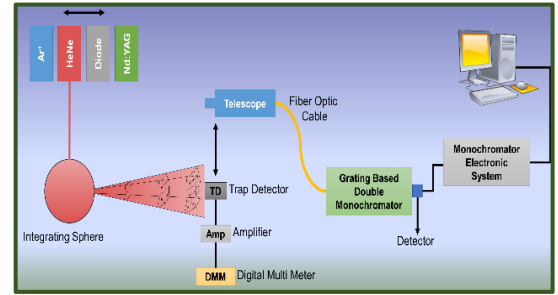 Ar⁺
HeNe
Diode
Nd:YAG
Telescope
Fiber Optic
Cable
TD
Trap Detector
Integrating Sphere
Amp
Amplifier
DMM
Digital Multi Meter
Grating Based
Double
Monochromator
Detector
Monochromator
Electronic
System